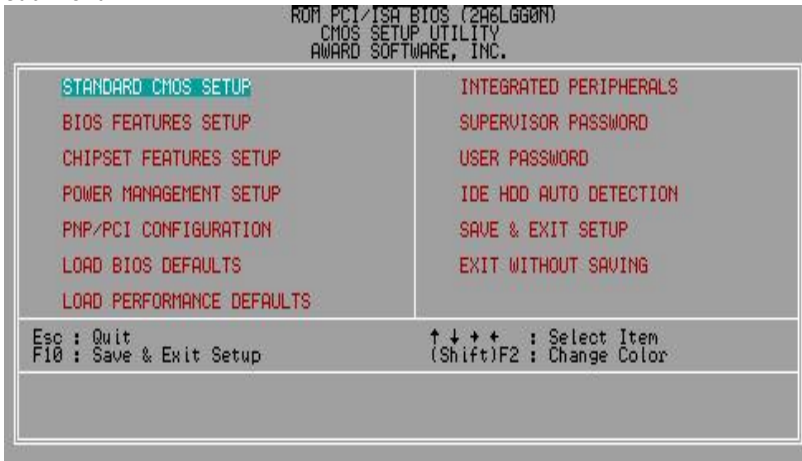 ROM PCI/ISA BIOS (2A6LGG0N)
CMOS SETUP UTILITY
AWARD SOFTWARE, INC.
STANDARD CMOS SETUP
BIOS FEATURES SETUP
CHIPSET FEATURES SETUP
POWER MANAGEMENT SETUP
PNP/PCI CONFIGURATION
LOAD BIOS DEFAULTS
LOAD PERFORMANCE DEFAULTS
INTEGRATED PERIPHERALS
SUPERVISOR PASSWORD
USER PASSWORD
IDE HDD AUTO DETECTION
SAVE & EXIT SETUP
EXIT WITHOUT SAVING
Esc : Quit
F10 : Save & Exit Setup
↑ ↓ → ← : Select Item
(Shift)F2 : Change Color